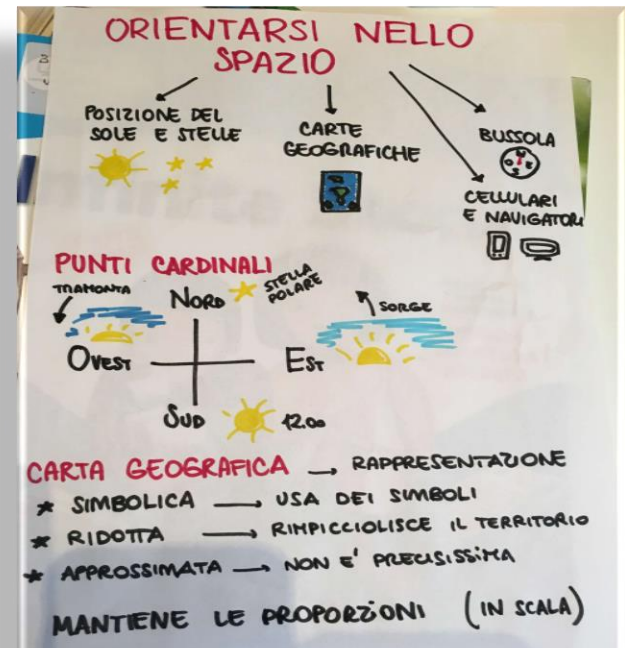 ORIENTARSI NELLO
SPAZIO
POSIZIONE DEL
SOLE E STELLE
CARTE
GEOGRAFICHE
BUSSOLA
CELLULARI
E NAVIGATORI
PUNTI CARDINALI
TRAMONTA
NORD
STELLA
POLARE
SORGE
OVEST
EST
SUD
12.00
CARTA GEOGRAFICA → RAPPRESENTAZIONE
* SIMBOLICA → USA DEI SIMBOLI
* RIDOTTA → RIMPICCIOLISCE IL TERRITORIO
* APPROSSIMATA → NON E' PRECISISSIMA
MANTIENE LE PROPORZIONI (IN SCALA)